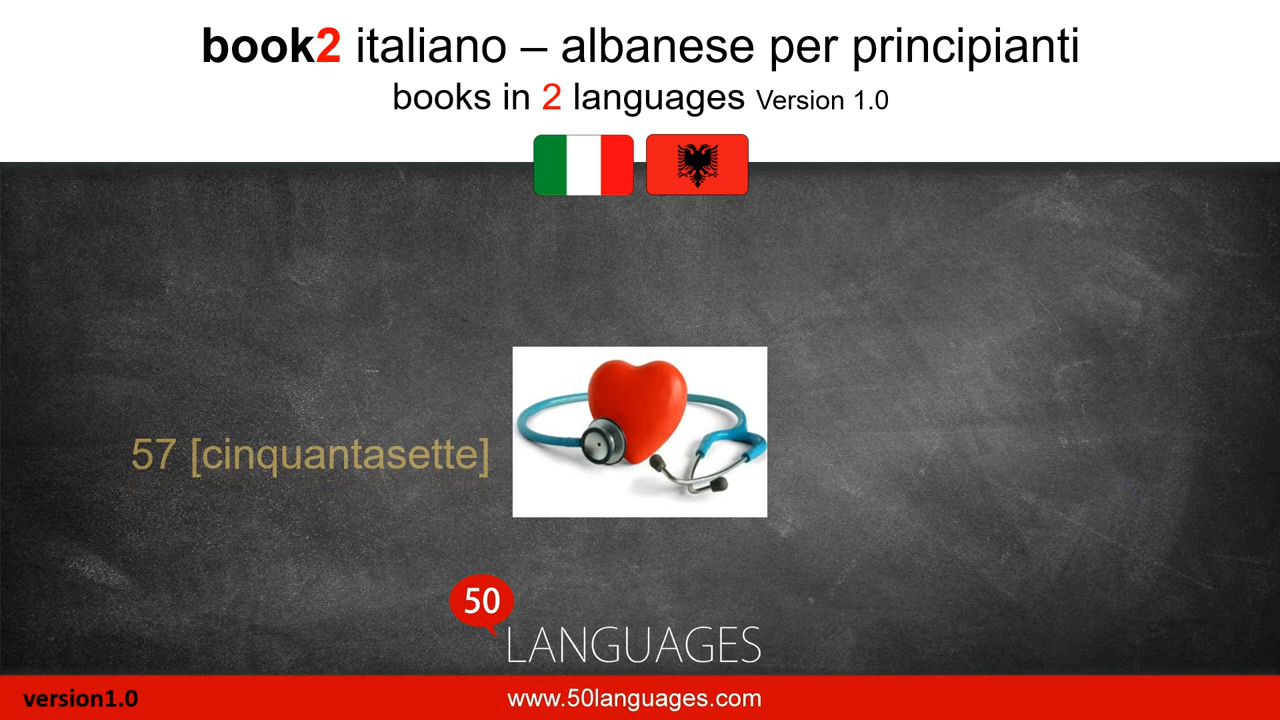 book2 italiano – albanese per principianti
books in 2 languages Version 1.0
57 [cinquantasette]
50
LANGUAGES
version1.0
www.50languages.com